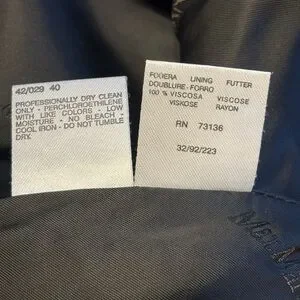 42/029 40
PROFESSIONALLY DRY CLEAN
ONLY - PERCHLOROETHILENE
WITH LIKE COLORS - LOW
MOISTURE - NO BLEACH -
COOL IRON - DO NOT TUMBLE
DRY.
FODERA LINING FUTTER
DOUBLURE-FORRO
100 % VISCOSA VISCOSE
VISKOSE RAYON
RN 73136
32/92/223